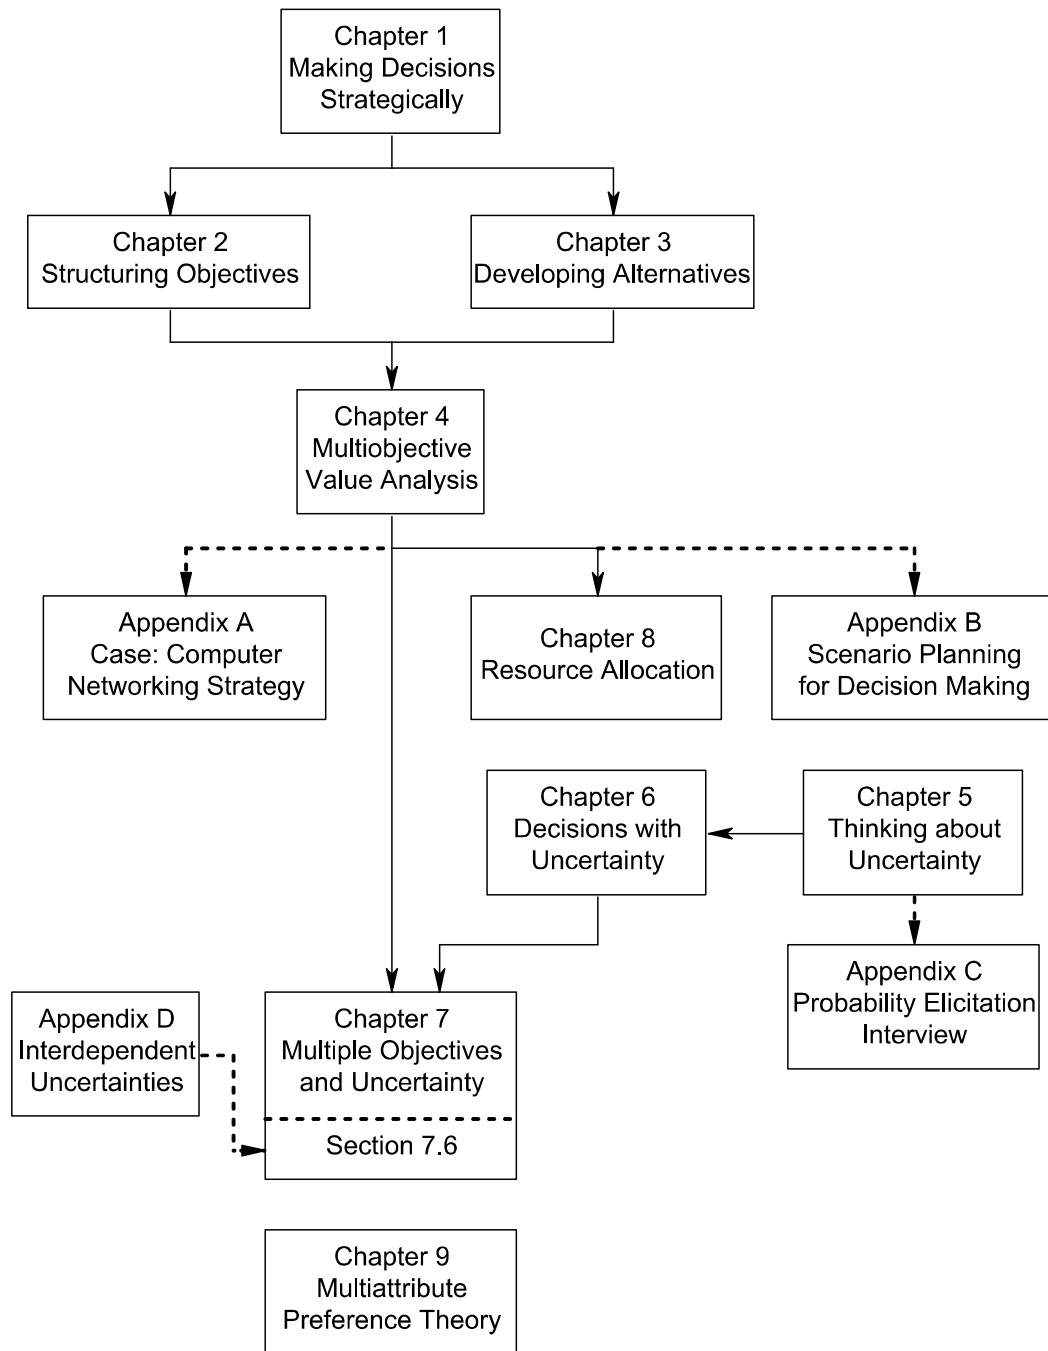 Chapter 1
Making Decisions
Strategically
Chapter 2
Structuring Objectives
Chapter 3
Developing Alternatives
Chapter 4
Multiobjective
Value Analysis
Appendix A
Case: Computer
Networking Strategy
Chapter 8
Resource Allocation
Appendix B
Scenario Planning
for Decision Making
Chapter 6
Decisions with
Uncertainty
Chapter 5
Thinking about
Uncertainty
Appendix C
Probability Elicitation
Interview
Appendix D
Interdependent
Uncertainties
Chapter 7
Multiple Objectives
and Uncertainty
Section 7.6
Chapter 9
Multiattribute
Preference Theory